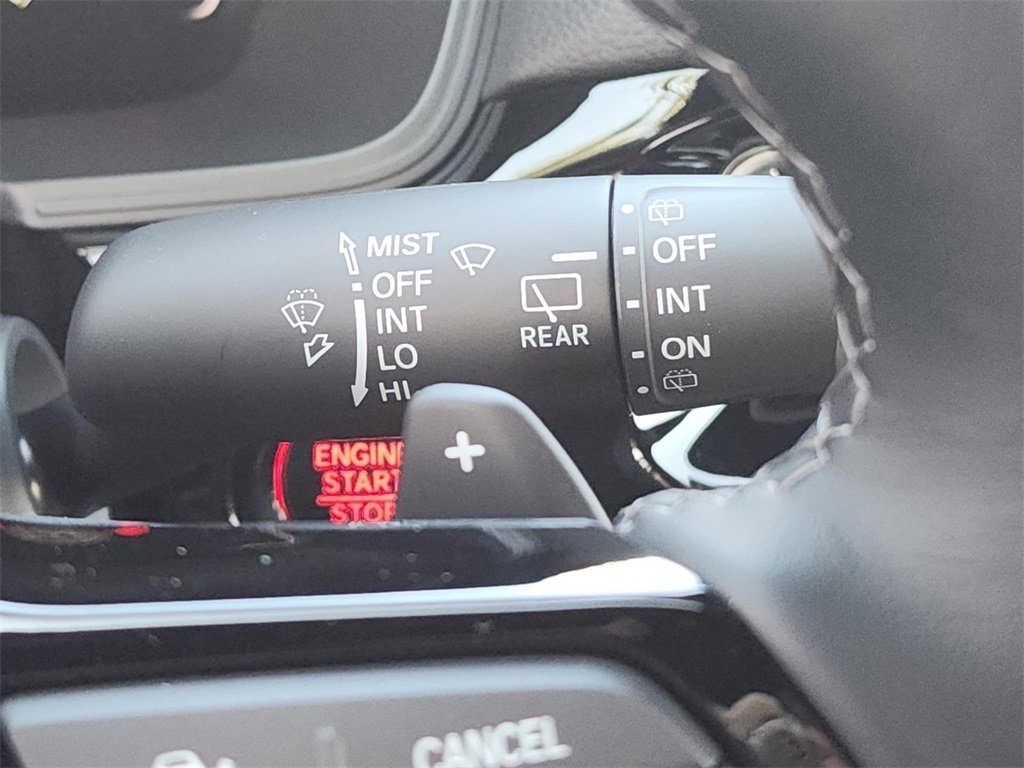 MIST
OFF
INT
LO
HI
REAR
OFF
INT
ON
ENGINE
START
STOP
+
CANCEL